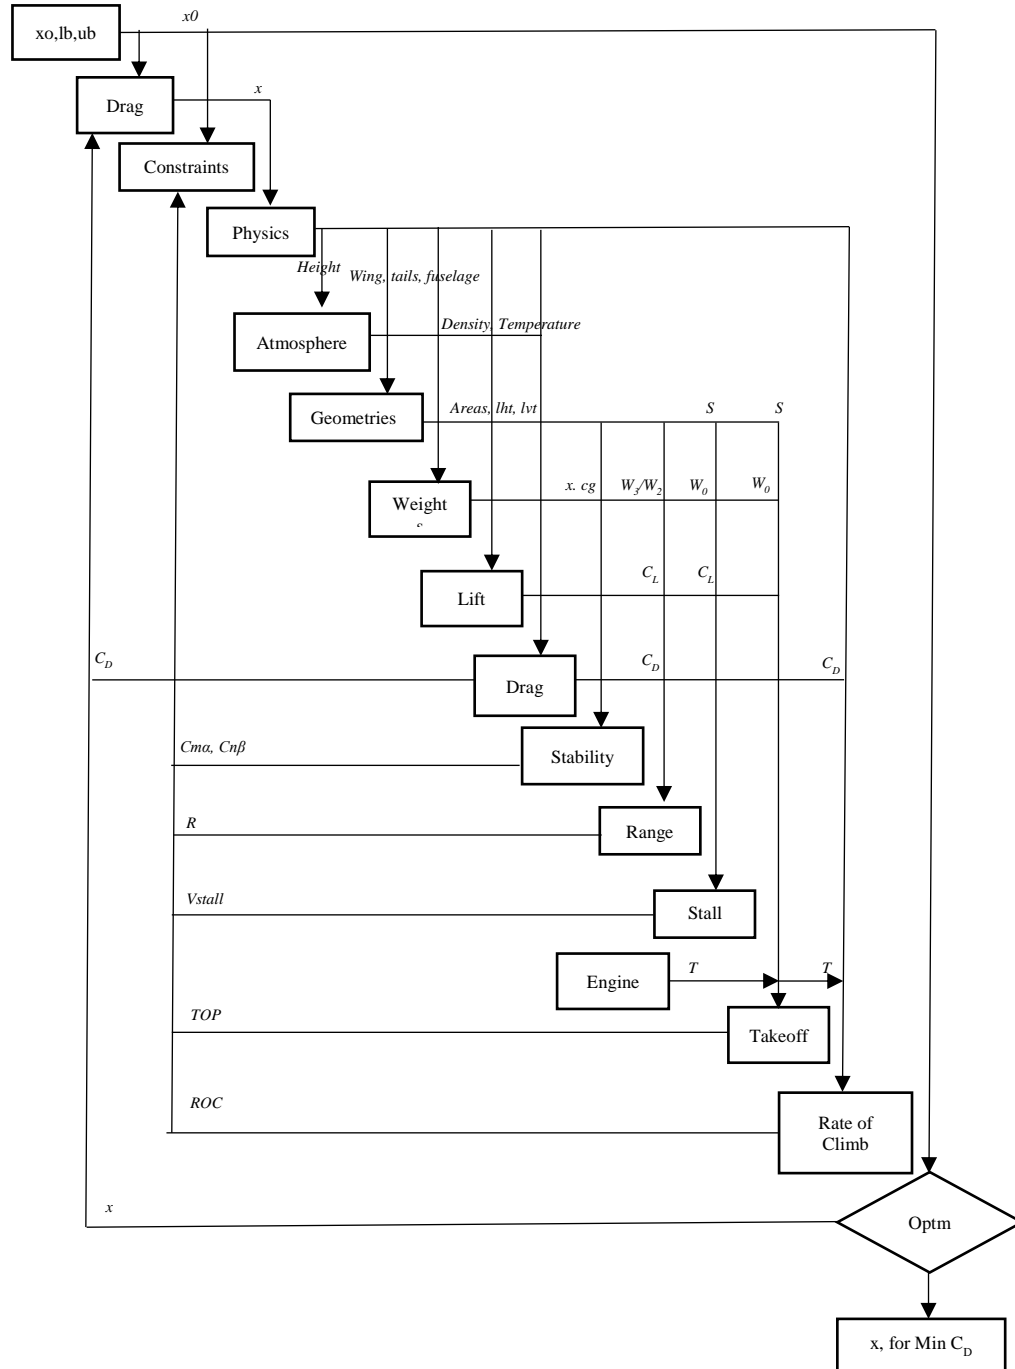 x0
xo,lb,ub
x
Drag
Constraints
Physics
Height
Wing, tails, fuselage
Density, Temperature
Atmosphere
Areas, lht, lvt
S
S
Geometries
x. cg
W3/W2
W0
W0
Weight
s
CL
CL
Lift
CD
CD
CD
Drag
Cmα, Cnβ
Stability
R
Range
Vstall
Stall
T
T
Engine
TOP
Takeoff
ROC
Rate of
Climb
x
Optm
x, for Min CD